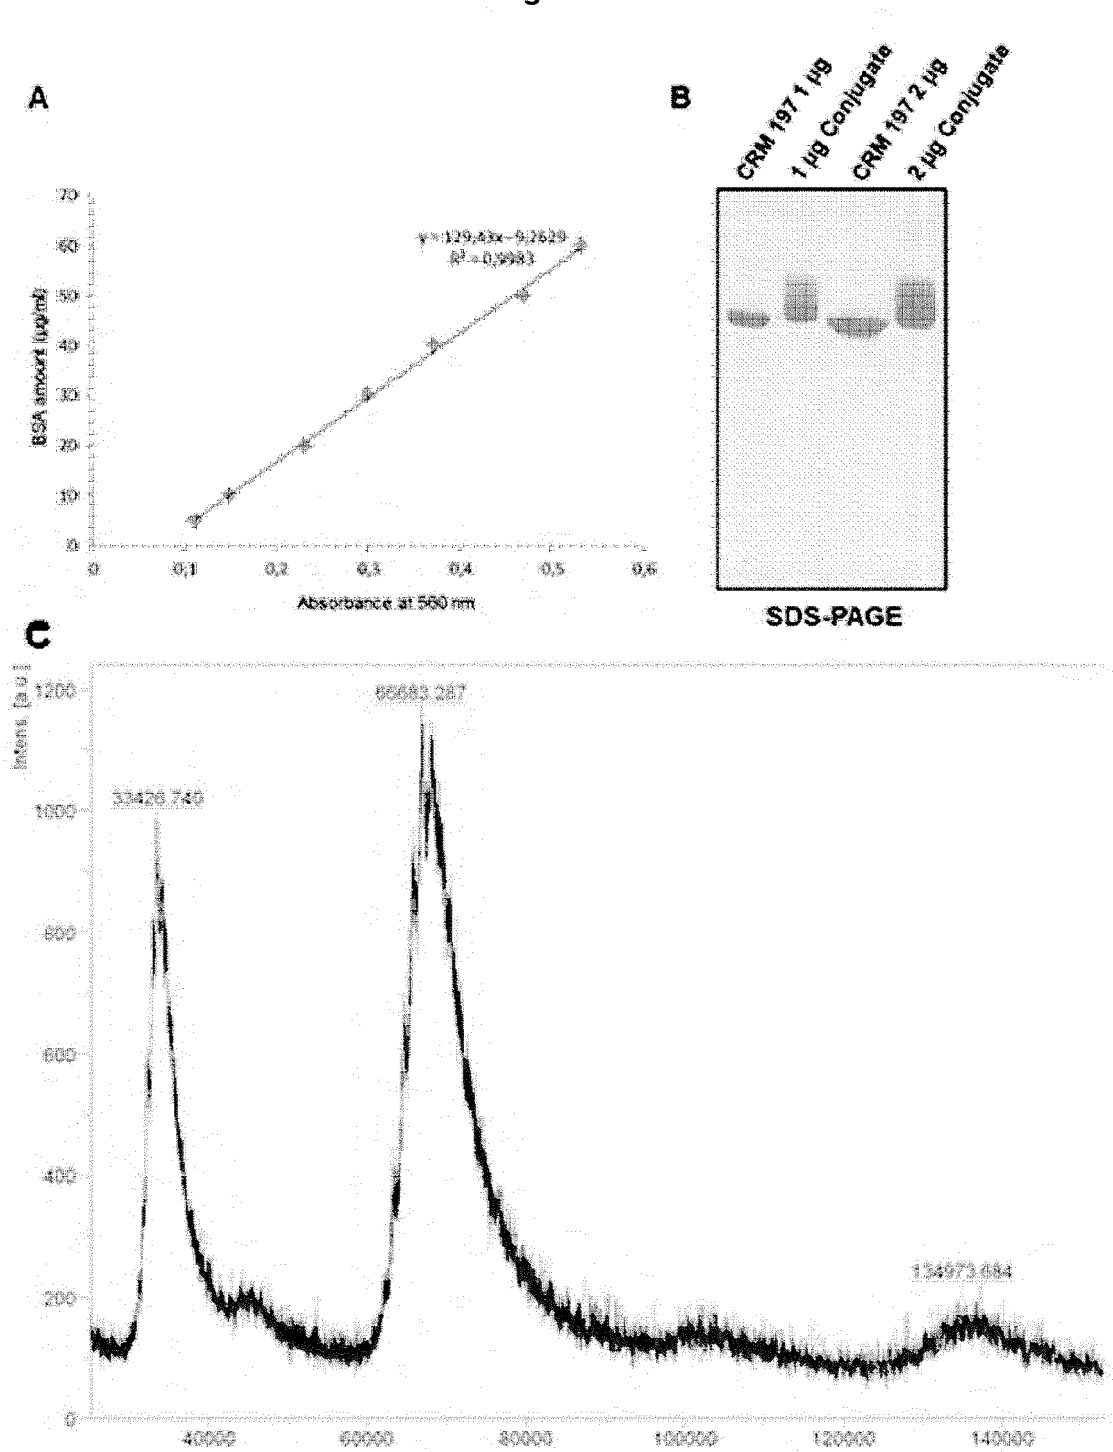 A
B
CRM 197 1 µg
1 µg Conjugate
CRM 197 2 µg
2 µg Conjugate
70
60
50
40
30
20
10
0
BSA amount (µg/ml)
y = 129,43x - 9,2629
R² = 0,9983
0
0,1
0,2
0,3
0,4
0,5
0,6
Absorbance at 560 nm
SDS-PAGE
C
Intens. [a.u.]
1200
1000
800
600
400
200
0
33426.740
66683.287
134973.684
40000
60000
80000
100000
120000
140000